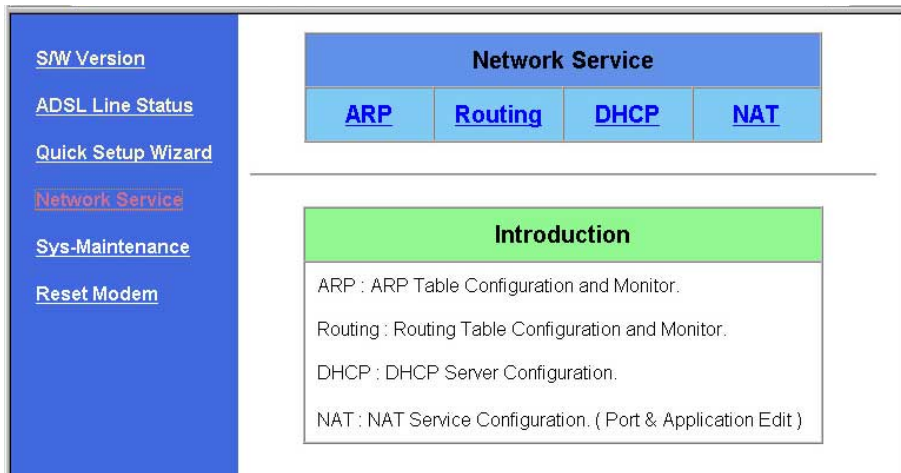 S/W Version
ADSL Line Status
Quick Setup Wizard
Network Service
Sys-Maintenance
Reset Modem
Network Service
ARP Routing DHCP NAT
Introduction
ARP : ARP Table Configuration and Monitor.
Routing : Routing Table Configuration and Monitor.
DHCP : DHCP Server Configuration.
NAT : NAT Service Configuration. ( Port & Application Edit )